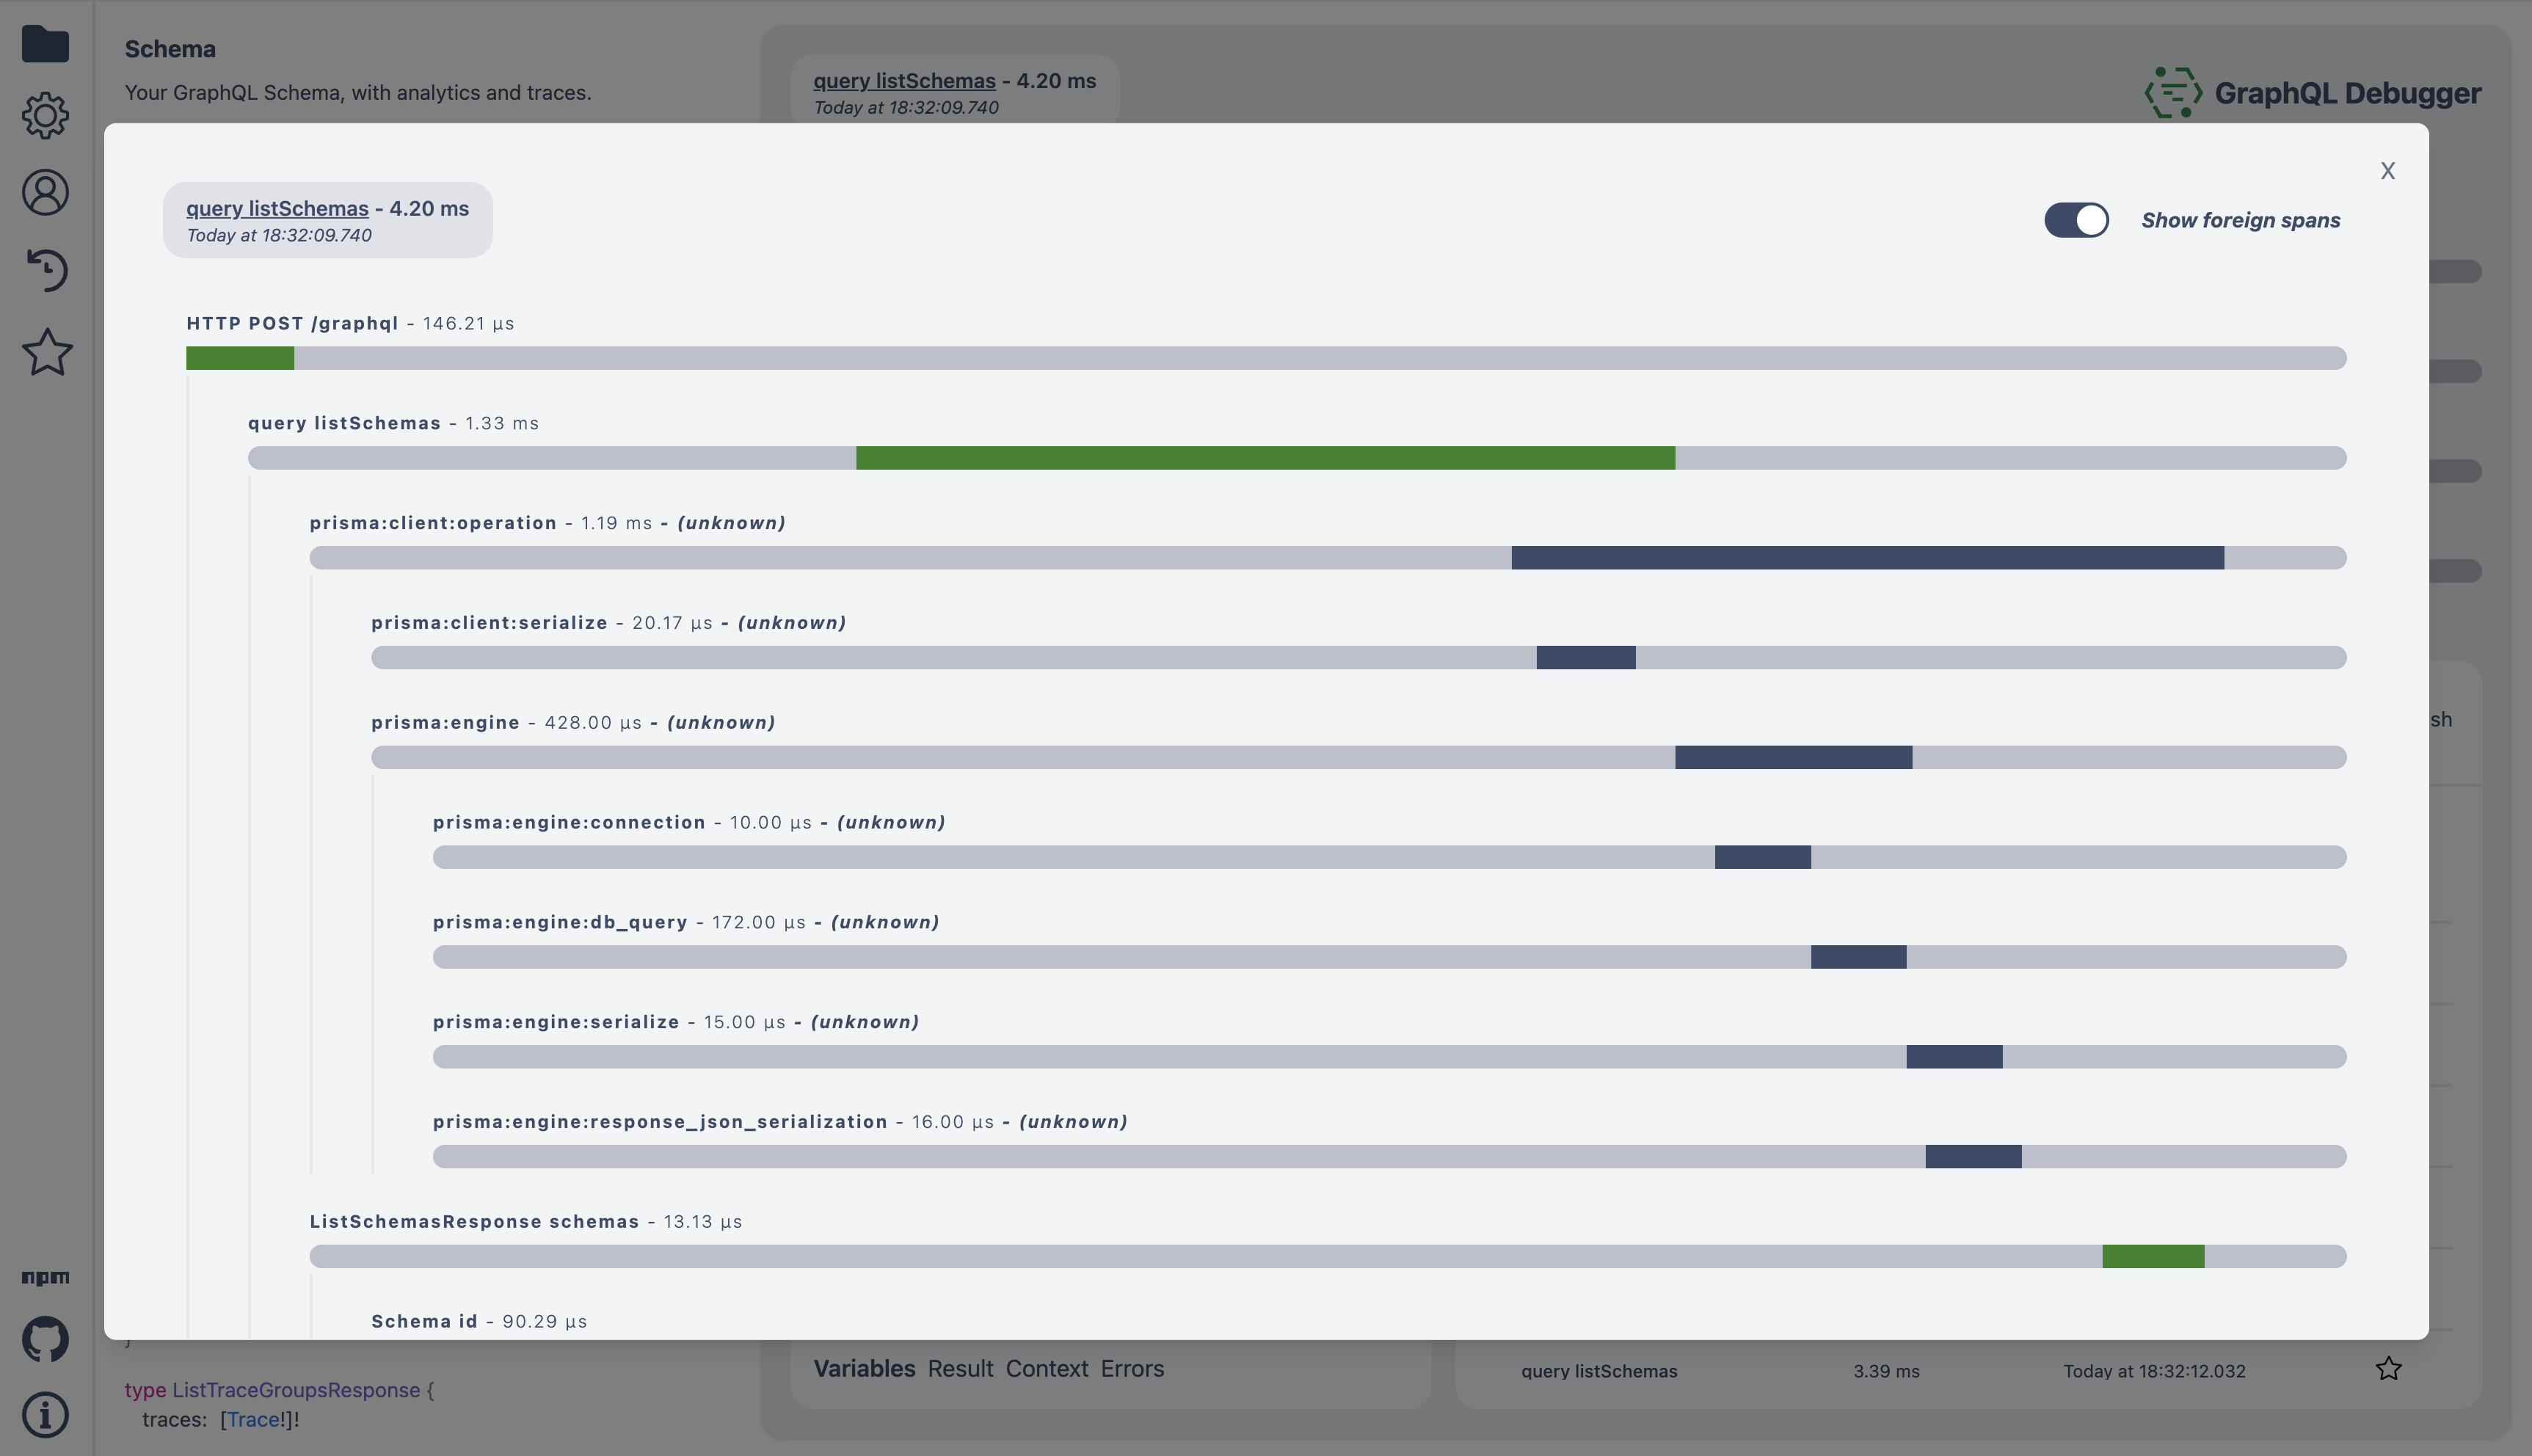 Schema
Your GraphQL Schema, with analytics and traces.
query listSchemas - 4.20 ms
Today at 18:32:09.740
GraphQL Debugger
X
query listSchemas - 4.20 ms
Today at 18:32:09.740
Show foreign spans
HTTP POST /graphql - 146.21 µs
query listSchemas - 1.33 ms
prisma:client:operation - 1.19 ms - (unknown)
prisma:client:serialize - 20.17 µs - (unknown)
prisma:engine - 428.00 µs - (unknown)
prisma:engine:connection - 10.00 µs - (unknown)
prisma:engine:db_query - 172.00 µs - (unknown)
prisma:engine:serialize - 15.00 µs - (unknown)
prisma:engine:response_json_serialization - 16.00 µs - (unknown)
ListSchemasResponse schemas - 13.13 µs
Schema id - 90.29 µs
sh
npm
}
type ListTraceGroupsResponse {
traces: [Trace!]!
Variables Result Context Errors
query listSchemas 3.39 ms Today at 18:32:12.032